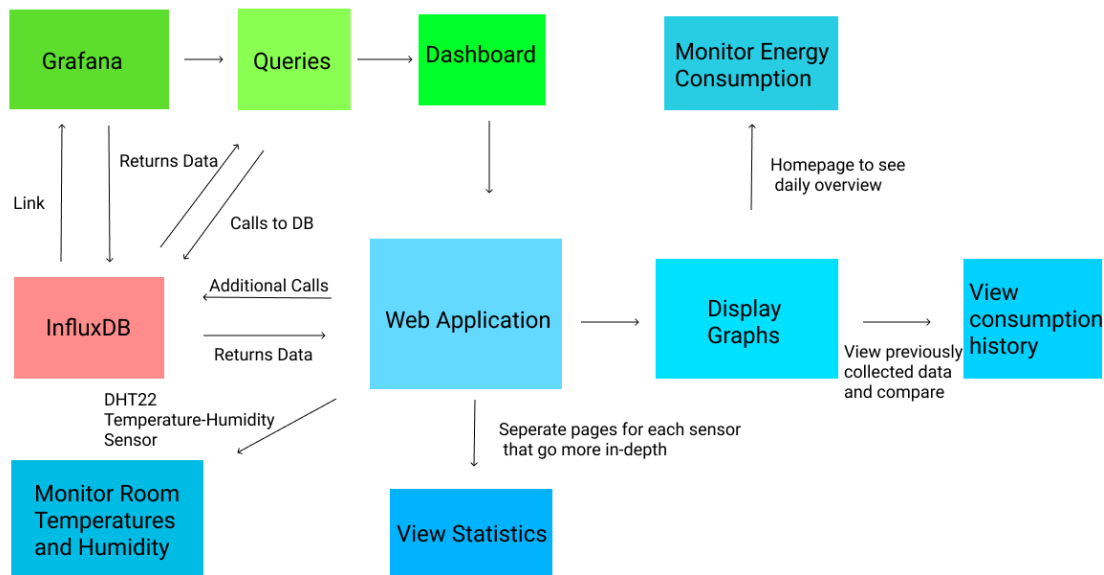 Grafana
Queries
Dashboard
Monitor Energy
Consumption
Returns Data
Link
Calls to DB
Homepage to see
daily overview
InfluxDB
Additional Calls
Returns Data
Web Application
Display
Graphs
View
consumption
history
View previously
collected data
and compare
DHT22
Temperature-Humidity
Sensor
Seperate pages for each sensor
that go more in-depth
Monitor Room
Temperatures
and Humidity
View Statistics